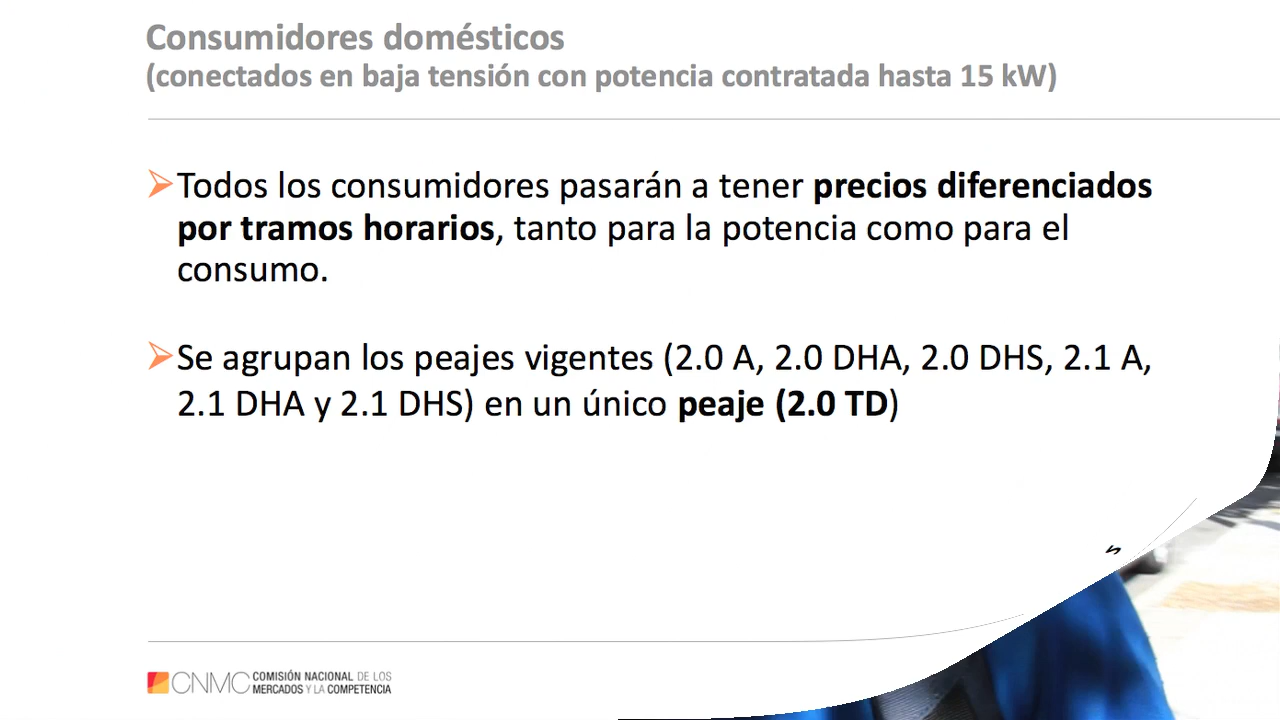 Consumidores domésticos
(conectados en baja tensión con potencia contratada hasta 15 kW)
Todos los consumidores pasarán a tener precios diferenciados
por tramos horarios, tanto para la potencia como para el
consumo.
Se agrupan los peajes vigentes (2.0 A, 2.0 DHA, 2.0 DHS, 2.1 A,
2.1 DHA y 2.1 DHS) en un único peaje (2.0 TD)
CNMC COMISIÓN NACIONAL DE LOS
MERCADOS Y LA COMPETENCIA